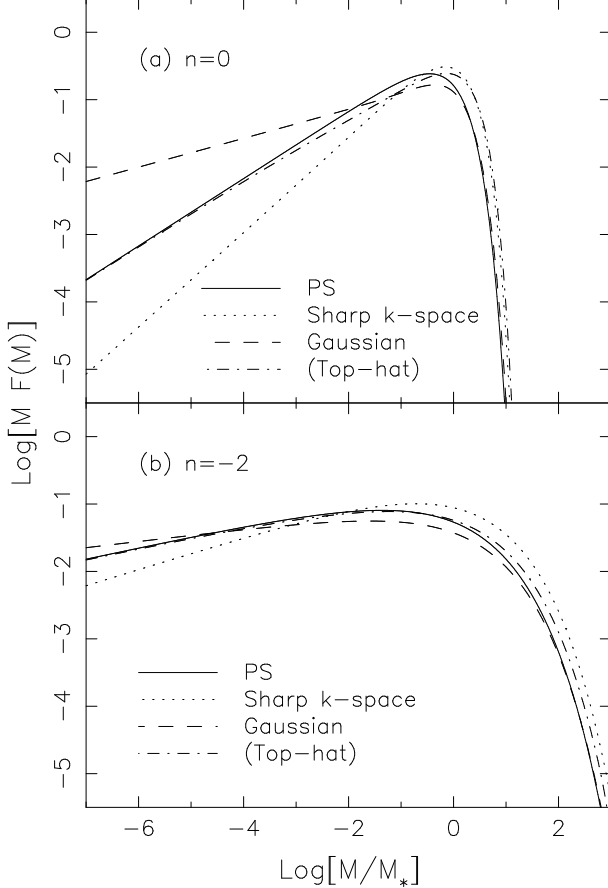 0
(a) n=0
−1
−2
−3
−4
−5
PS
Sharp k−space
Gaussian
(Top−hat)
Log[M F(M)]
0
(b) n=−2
−1
−2
−3
−4
−5
PS
Sharp k−space
Gaussian
(Top−hat)
−6 −4 −2 0 2
Log[M/M*]